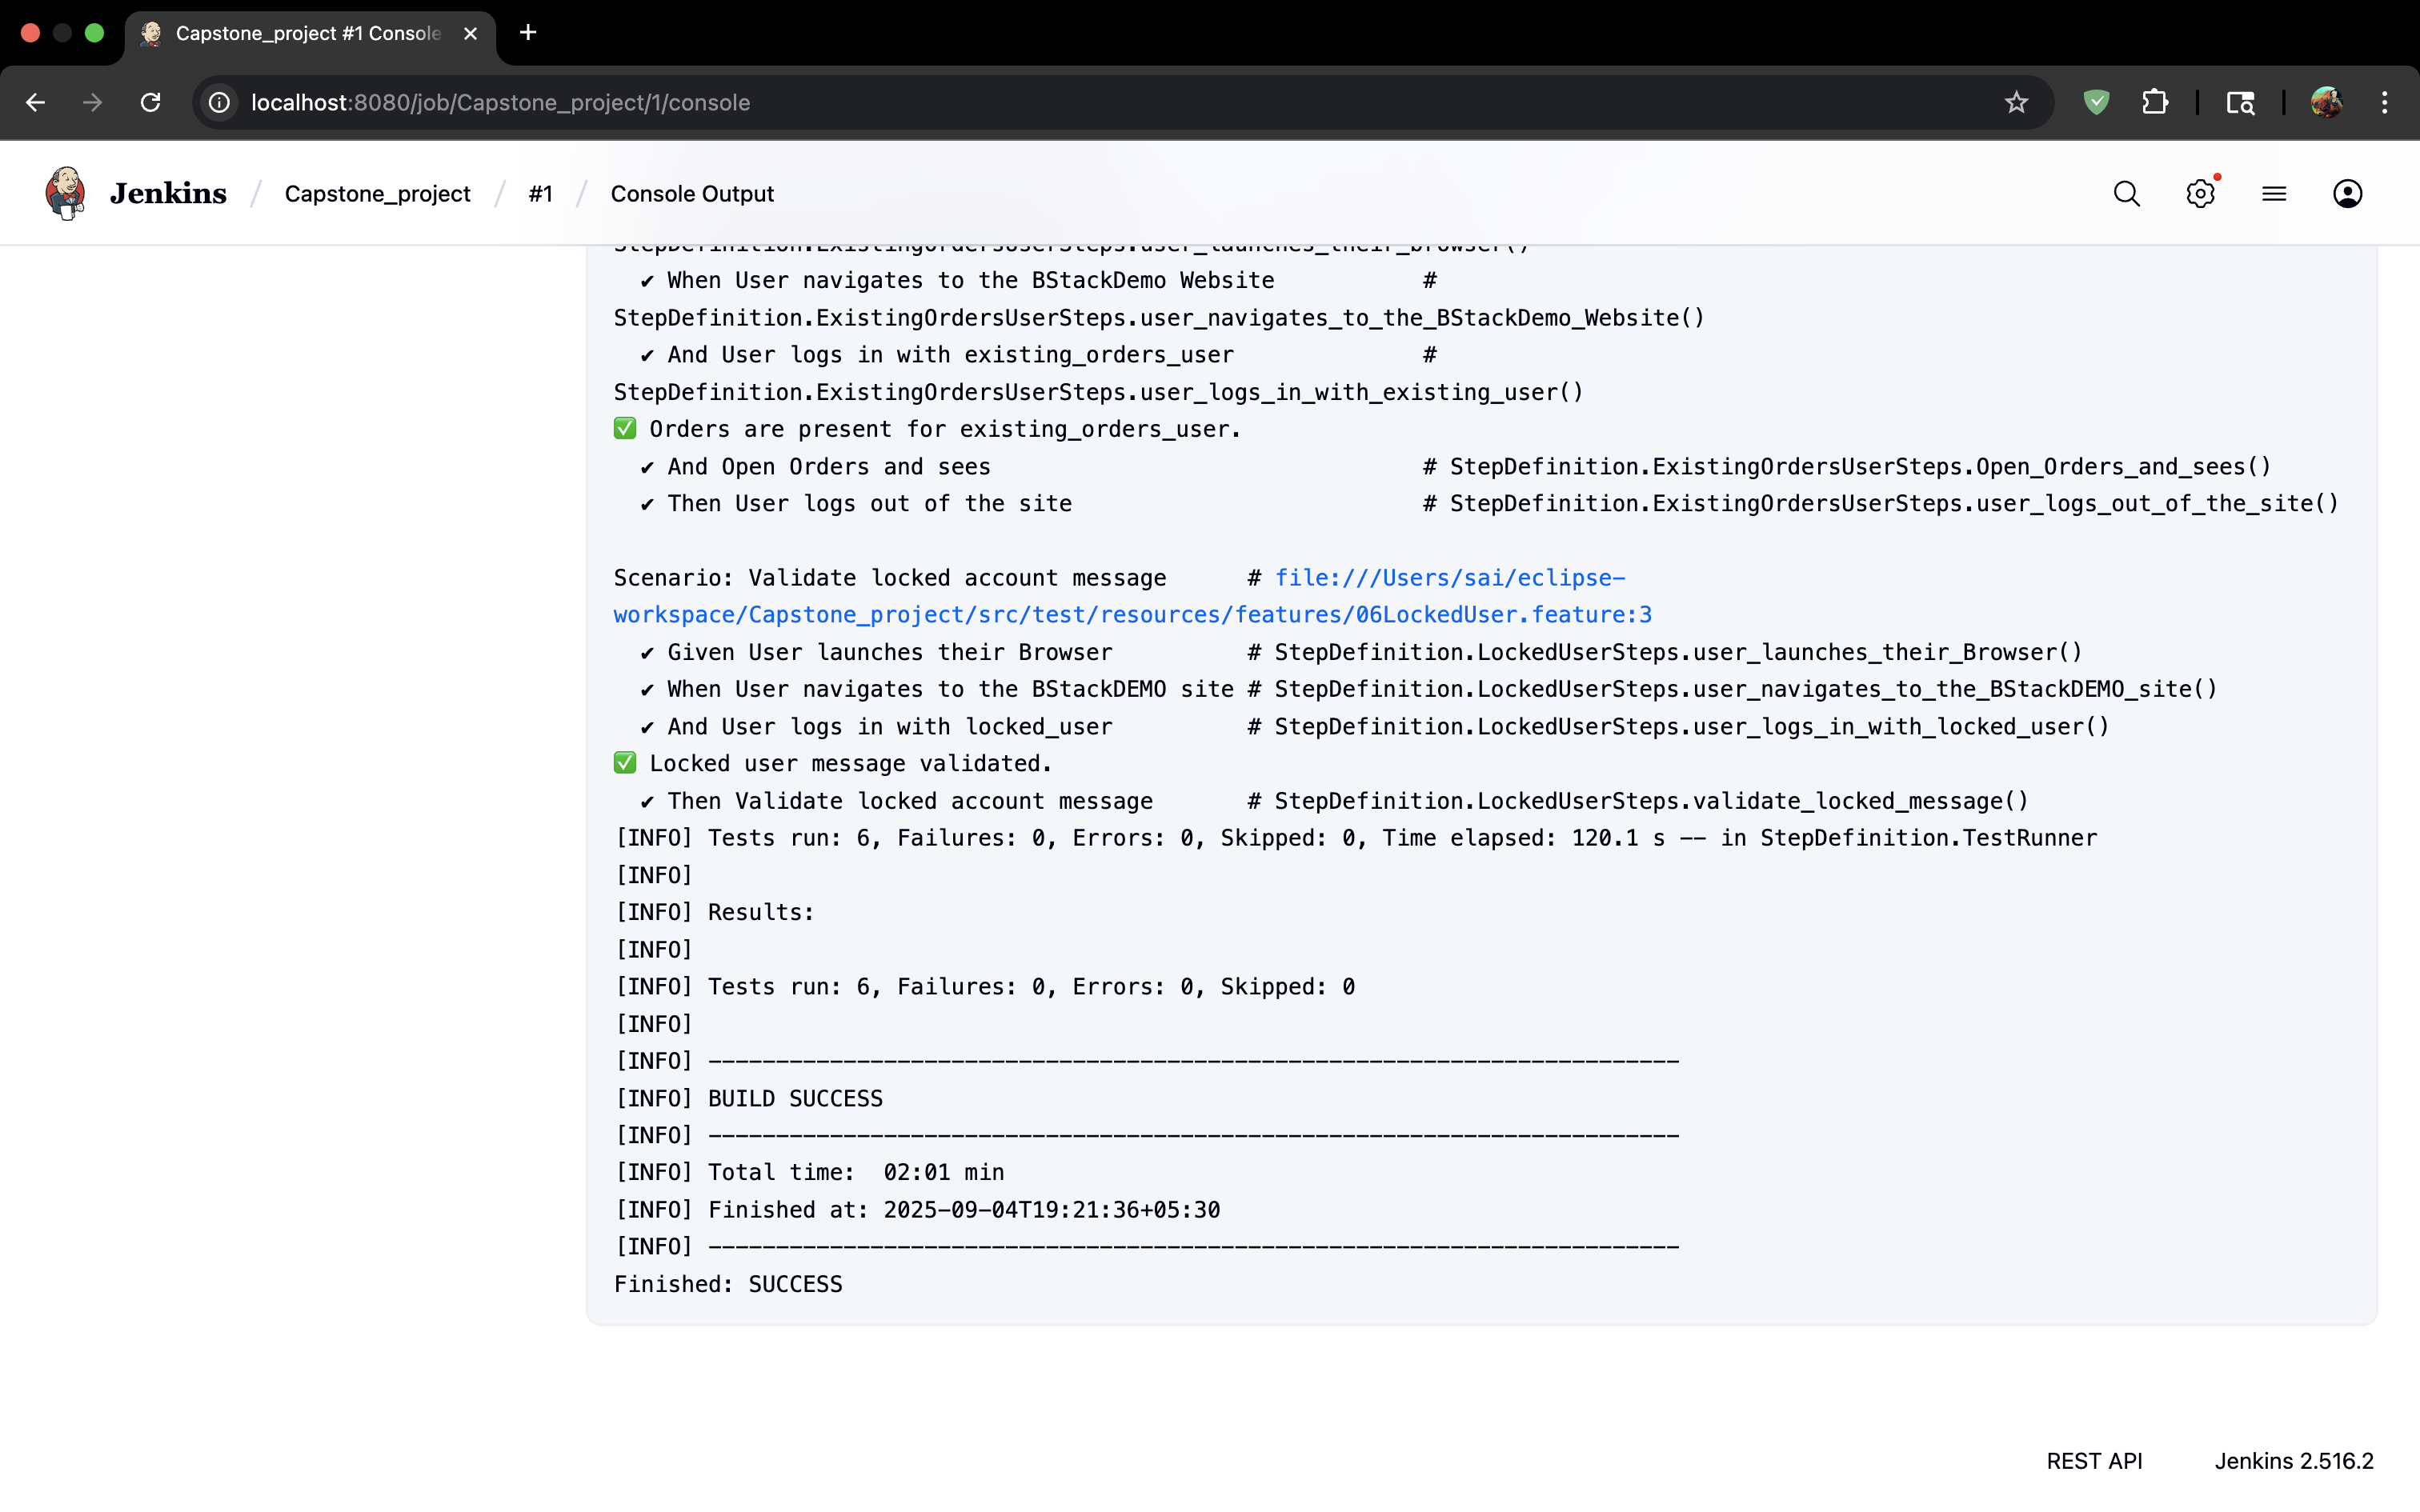 Capstone_project #1 Console
localhost:8080/job/Capstone_project/1/console
Jenkins / Capstone_project / #1 / Console Output
StepDefinition.ExistingOrdersUserSteps.user_launches_their_browser()
✔ When User navigates to the BStackDemo Website #
StepDefinition.ExistingOrdersUserSteps.user_navigates_to_the_BStackDemo_Website()
✔ And User logs in with existing_orders_user #
StepDefinition.ExistingOrdersUserSteps.user_logs_in_with_existing_user()
✅ Orders are present for existing_orders_user.
✔ And Open Orders and sees # StepDefinition.ExistingOrdersUserSteps.Open_Orders_and_sees()
✔ Then User logs out of the site # StepDefinition.ExistingOrdersUserSteps.user_logs_out_of_the_site()
Scenario: Validate locked account message # file:///Users/sai/eclipse-
workspace/Capstone_project/src/test/resources/features/06LockedUser.feature:3
✔ Given User launches their Browser # StepDefinition.LockedUserSteps.user_launches_their_Browser()
✔ When User navigates to the BStackDEMO site # StepDefinition.LockedUserSteps.user_navigates_to_the_BStackDEMO_site()
✔ And User logs in with locked_user # StepDefinition.LockedUserSteps.user_logs_in_with_locked_user()
✅ Locked user message validated.
✔ Then Validate locked account message # StepDefinition.LockedUserSteps.validate_locked_message()
[INFO] Tests run: 6, Failures: 0, Errors: 0, Skipped: 0, Time elapsed: 120.1 s -- in StepDefinition.TestRunner
[INFO]
[INFO] Results:
[INFO]
[INFO] Tests run: 6, Failures: 0, Errors: 0, Skipped: 0
[INFO]
[INFO] ------------------------------------------------------------------------
[INFO] BUILD SUCCESS
[INFO] ------------------------------------------------------------------------
[INFO] Total time:  02:01 min
[INFO] Finished at: 2025-09-04T19:21:36+05:30
[INFO] ------------------------------------------------------------------------
Finished: SUCCESS
REST API
Jenkins 2.516.2